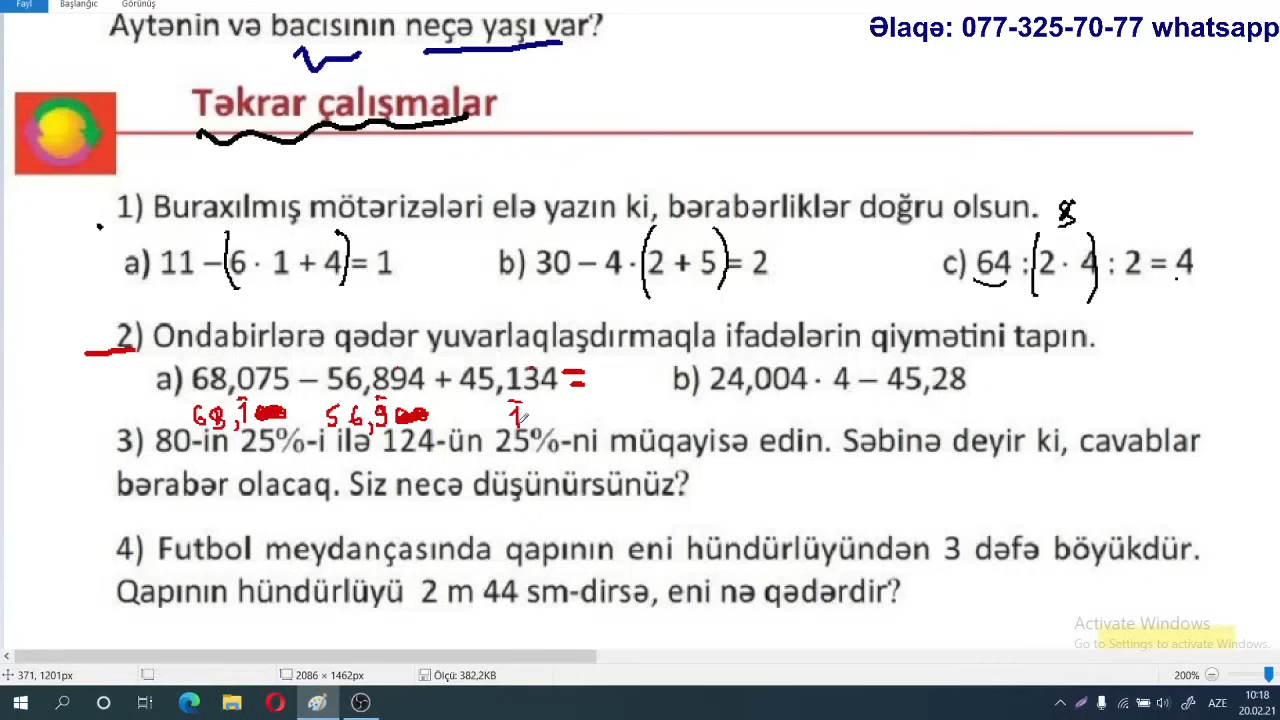 Fayl Başlanğıc Görünüş
Əlaqə: 077-325-70-77 whatsapp
Aytənin və bacısının neçə yaşı var?
Təkrar çalışmalar
1) Buraxılmış mötərizələri elə yazın ki, bərabərliklər doğru olsun. 8
a) 11 – (6 · 1 + 4) = 1 b) 30 – 4 · (2 + 5) = 2 c) 64 : (2 · 4) : 2 = 4
2) Ondabirlərə qədər yuvarlaqlaşdırmaqla ifadələrin qiymətini tapın.
a) 68,075 – 56,894 + 45,134 = b) 24,004 · 4 – 45,28
68,1 56,9 1
3) 80-in 25%-i ilə 124-ün 25%-ni müqayisə edin. Səbinə deyir ki, cavablar
bərabər olacaq. Siz necə düşünürsünüz?
4) Futbol meydançasında qapının eni hündürlüyündən 3 dəfə böyükdür.
Qapının hündürlüyü 2 m 44 sm-dirsə, eni nə qədərdir?
Activate Windows
Go to Settings to activate Windows.
371, 1201px 2086 × 1462px Ölçü: 382,2KB 200%
AZE 10:18
20.02.21